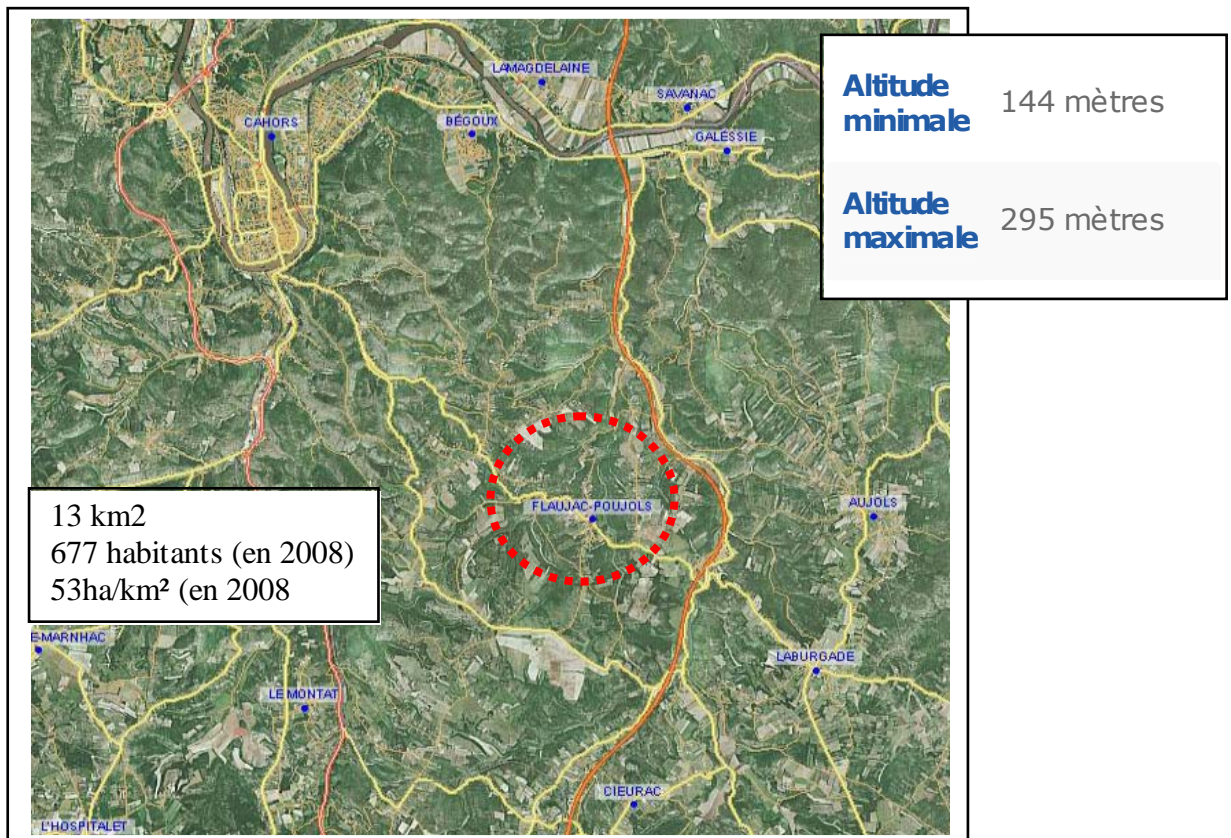 LAMAGDELAINE
SAVANAC
CAHORS
BÉGOUX
GALÉSSIE
Altitude minimale 144 mètres
Altitude maximale 295 mètres
FLAUJAC-POUJOLS
AUJOLS
13 km2
677 habitants (en 2008)
53ha/km² (en 2008
E-MARNHAC
LABURGADE
LE MONTAT
CIEURAC
L'HOSPITALET